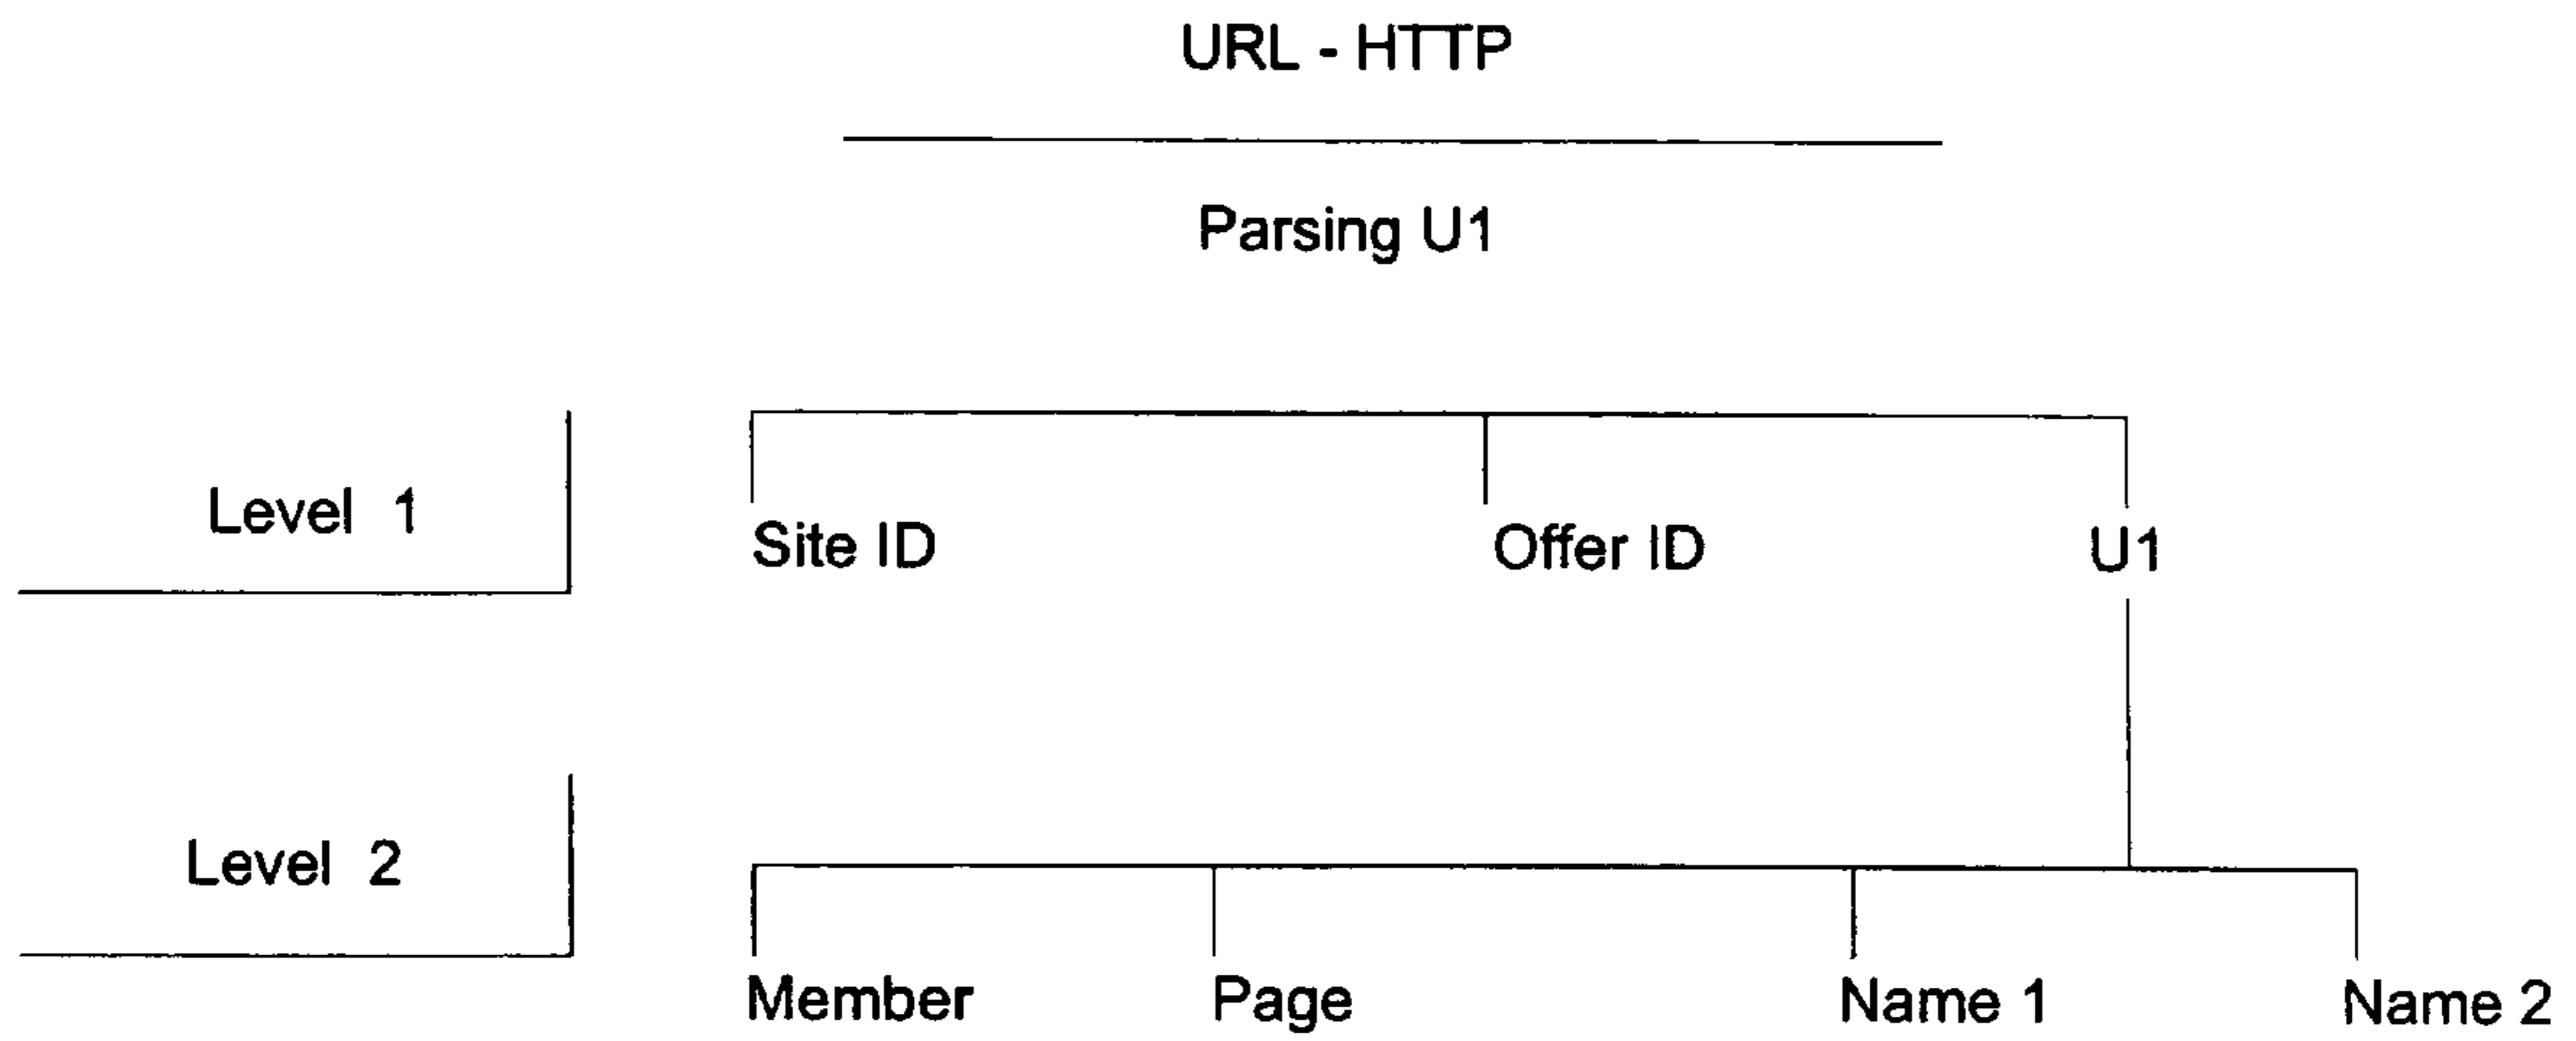 URL - HTTP
Parsing U1
Level 1
Site ID Offer ID U1
Level 2
Member Page Name 1 Name 2